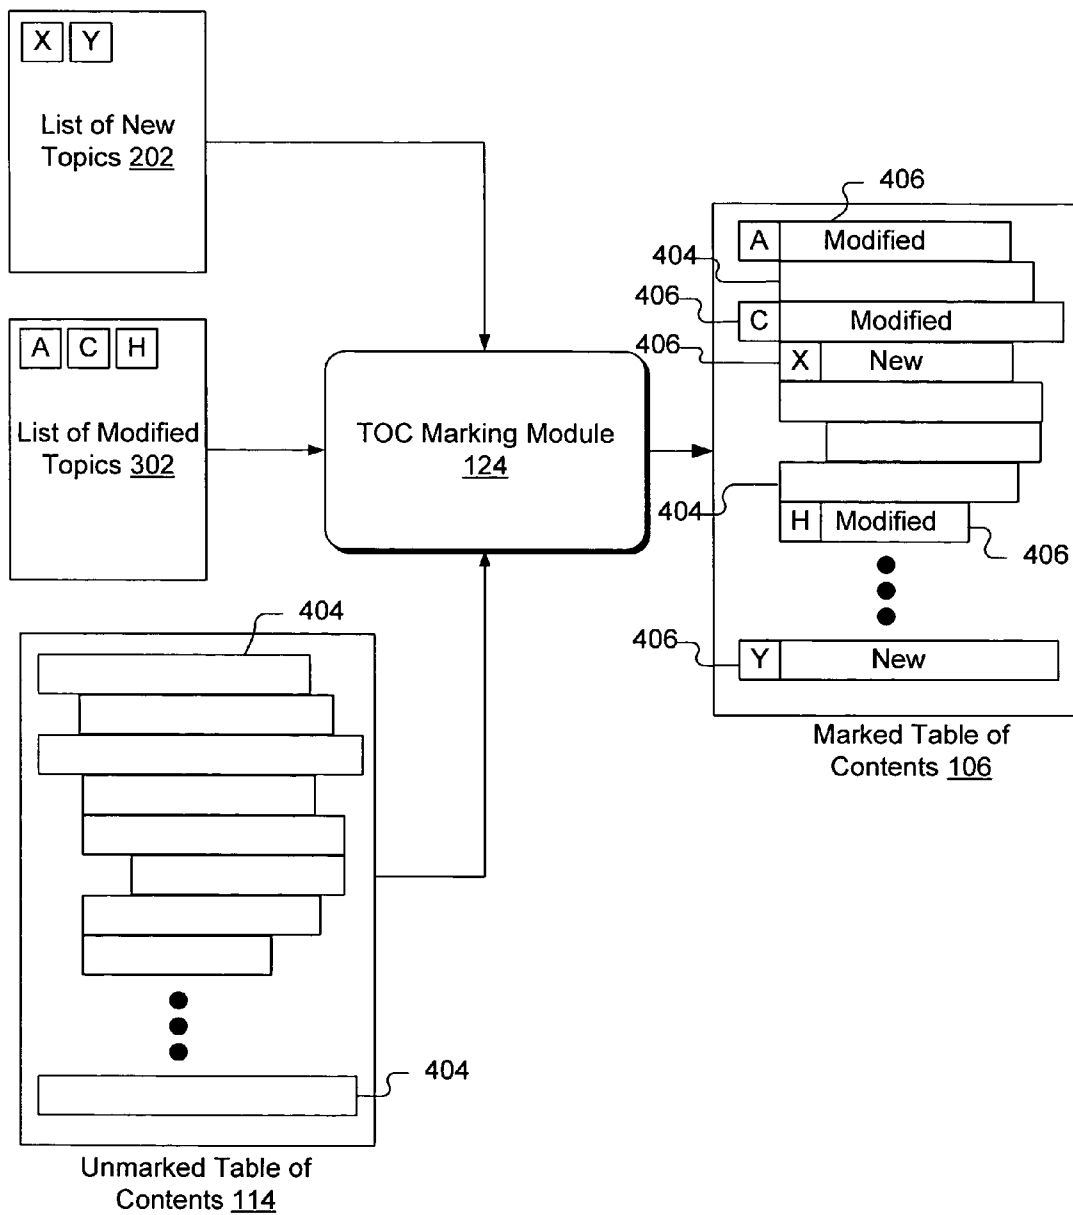 X Y
List of New
Topics 202
A C H
List of Modified
Topics 302
TOC Marking Module
124
406
A Modified
404
406
C Modified
406
X New
404
H Modified
406
406
Y New
Marked Table of
Contents 106
404
404
Unmarked Table of
Contents 114